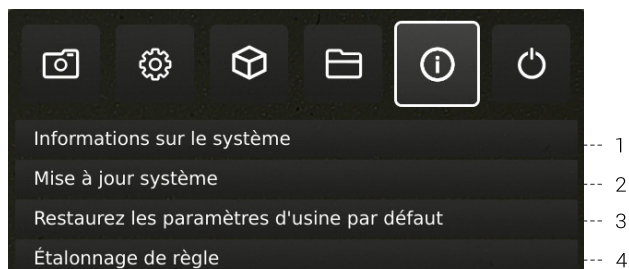 Informations sur le système 1
Mise à jour système 2
Restaurez les paramètres d'usine par défaut 3
Étalonnage de règle 4